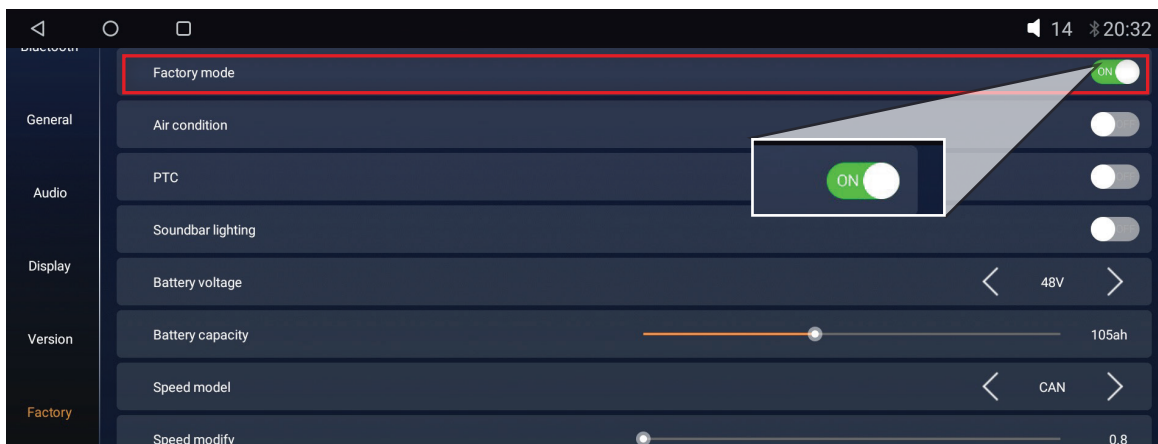 14 20:32
Bluetooth
Factory mode ON
General
Air condition OFF
ON
PTC OFF
Audio
Soundbar lighting OFF
Display
Battery voltage 48V
Version
Battery capacity 105ah
Speed model CAN
Factory
Speed modify 0.8